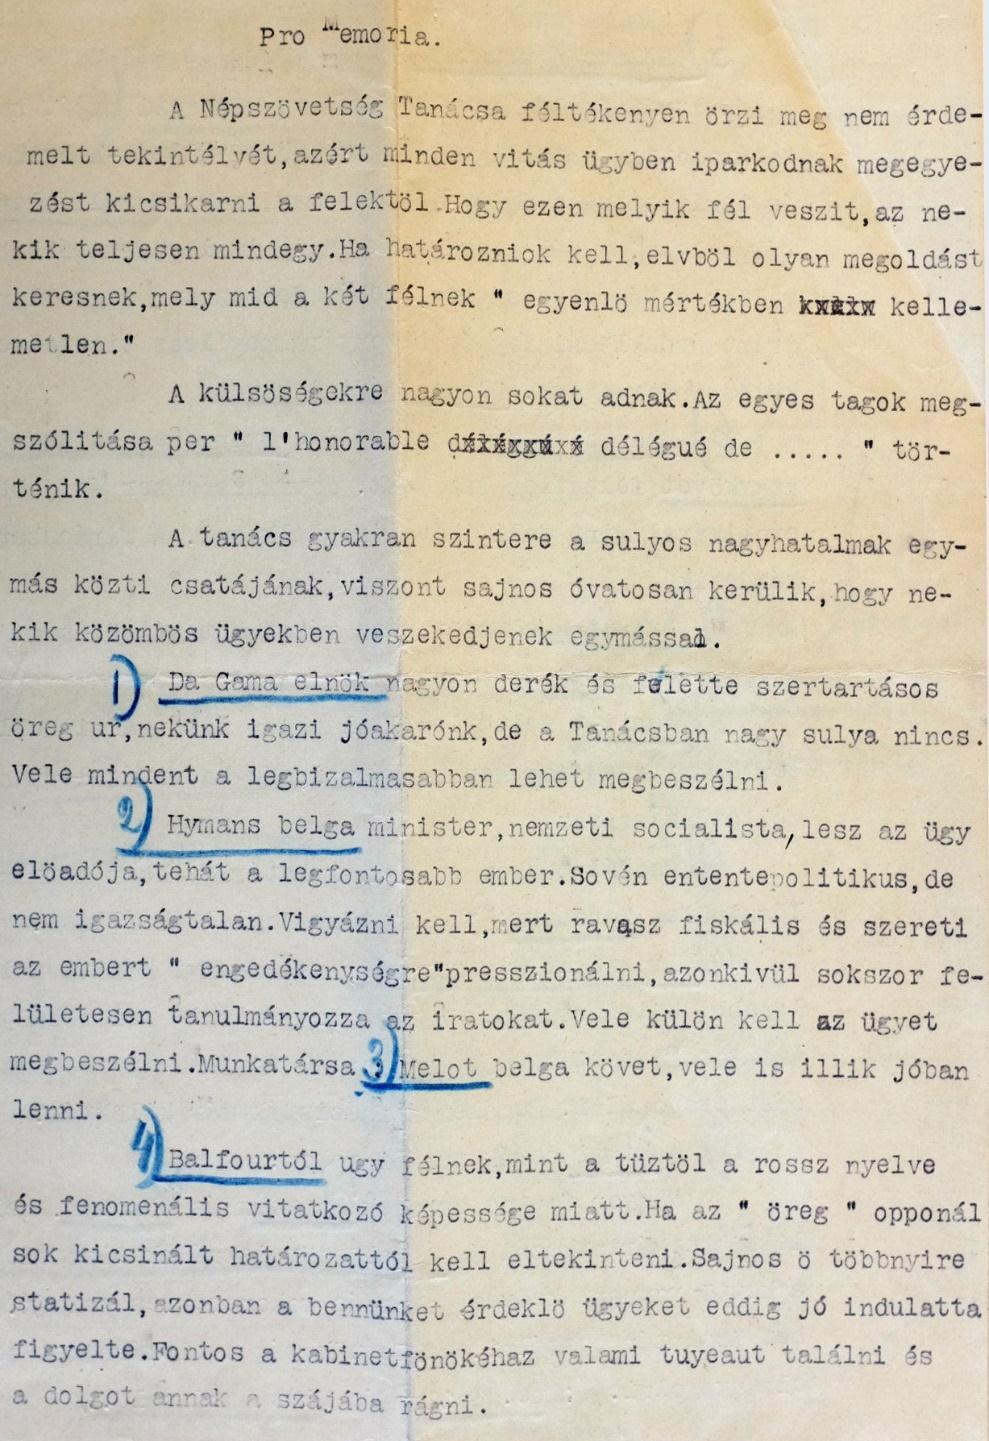 Pro Memoria.
A Népszövetség Tanácsa féltékenyen örzi meg nem érde-
melt tekintélyét,azért minden vitás ügyben iparkodnak megegye-
zést kicsikarni a felektöl.Hogy ezen melyik fél veszit,az ne-
kik teljesen mindegy.Ha határozniok kell,elvböl olyan megoldást
keresnek,mely mid a két félnek " egyenlö mértékben kelle-
metlen."
A külsöségekre nagyon sokat adnak.Az egyes tagok meg-
szólitása per " l'honorable délégué de ..... " tör-
ténik.
A tanács gyakran szintere a sulyos nagyhatalmak egy-
más közti csatájának,viszont sajnos óvatosan kerülik,hogy ne-
kik közömbös ügyekben veszekedjenek egymással.
1) Da Gama elnök nagyon derék és felette szertartásos
öreg ur,nekünk igazi jóakarónk,de a Tanácsban nagy sulya nincs.
Vele mindent a legbizalmasabban lehet megbeszélni.
2) Hymans belga minister,nemzeti socialista,lesz az ügy
elöadója,tehát a legfontosabb ember.Sovén ententepolitikus,de
nem igazságtalan.Vigyázni kell,mert ravasz fiskális és szereti
az embert " engedékenységre"presszionálni,azonkivül sokszor fe-
lületesen tanulmányozza az iratokat.Vele külön kell az ügyet
megbeszélni.Munkatársa 3) Melot belga követ,vele is illik jóban
lenni.
4) Balfourtól ugy félnek,mint a tüztöl a rossz nyelve
és fenomenális vitatkozó képessége miatt.Ha az " öreg " opponál
sok kicsinált határozattól kell eltekinteni.Sajnos ö többnyire
statizál,azonban a bennünket érdeklö ügyeket eddig jó indulatta
figyelte.Fontos a kabinetfönökéhaz valami tuyeaut találni és
a dolgot annak a szájába rágni.